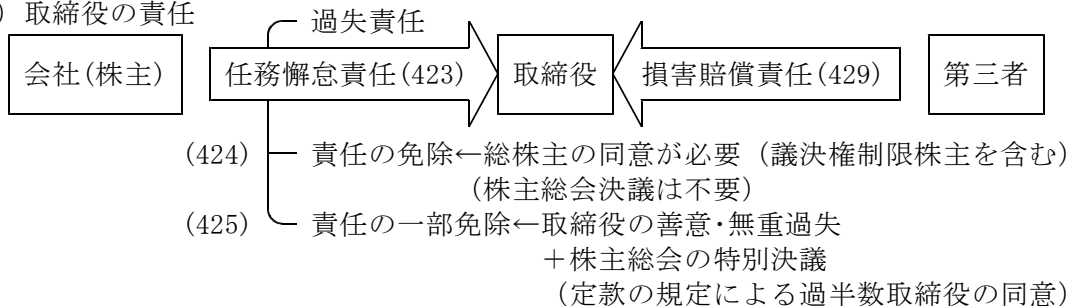 ) 取締役の責任
過失責任
会社(株主) 任務懈怠責任(423) 取締役 損害賠償責任(429) 第三者
(424) 責任の免除←総株主の同意が必要（議決権制限株主を含む）
（株主総会決議は不要）
(425) 責任の一部免除←取締役の善意・無重過失
＋株主総会の特別決議
（定款の規定による過半数取締役の同意）